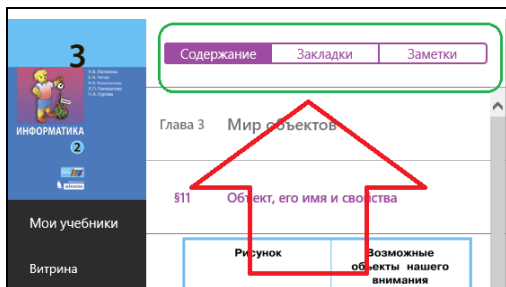 Содержание Закладки Заметки
3
ИНФОРМАТИКА
2
Глава 3 Мир объектов
§11 Объект, его имя и свойства
Мои учебники
Витрина
Рисунок
Возможные
объекты нашего
внимания